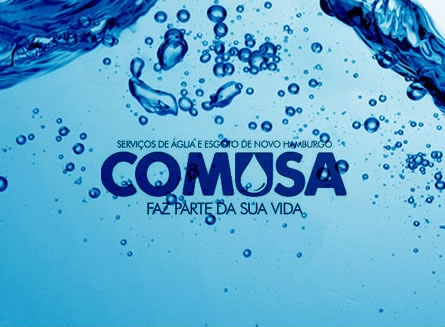 SERVIÇOS DE ÁGUA E ESGOTO DE NOVO HAMBURGO
COMUSA
FAZ PARTE DA SUA VIDA